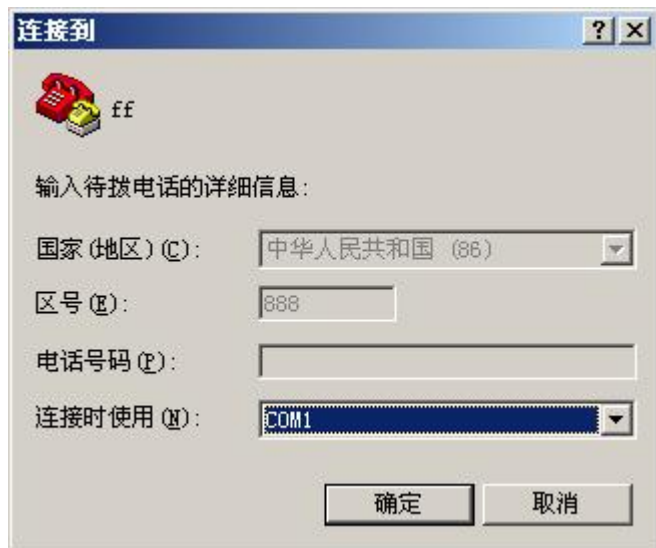 连接到
ff
输入待拨电话的详细信息:
国家(地区)(C): 中华人民共和国 (86)
区号(E): 888
电话号码(P):
连接时使用(N): COM1
确定 取消